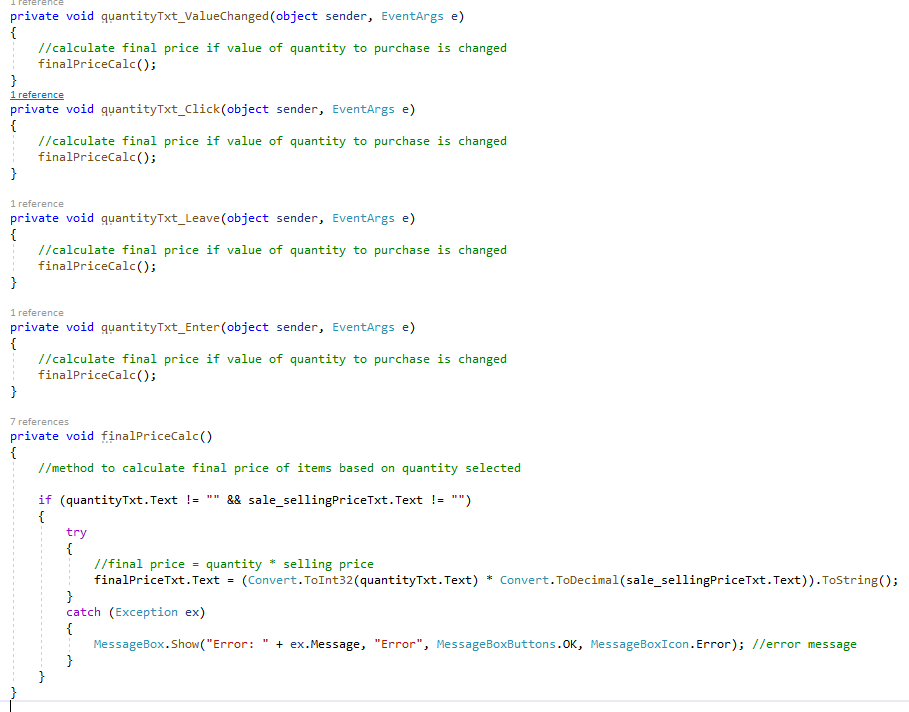 1 reference
private void quantityTxt_ValueChanged(object sender, EventArgs e)
{
//calculate final price if value of quantity to purchase is changed
finalPriceCalc();
}
1 reference
private void quantityTxt_Click(object sender, EventArgs e)
{
//calculate final price if value of quantity to purchase is changed
finalPriceCalc();
}
1 reference
private void quantityTxt_Leave(object sender, EventArgs e)
{
//calculate final price if value of quantity to purchase is changed
finalPriceCalc();
}
1 reference
private void quantityTxt_Enter(object sender, EventArgs e)
{
//calculate final price if value of quantity to purchase is changed
finalPriceCalc();
}
7 references
private void finalPriceCalc()
{
//method to calculate final price of items based on quantity selected
if (quantityTxt.Text != "" && sale_sellingPriceTxt.Text != "")
{
try
{
//final price = quantity * selling price
finalPriceTxt.Text = (Convert.ToInt32(quantityTxt.Text) * Convert.ToDecimal(sale_sellingPriceTxt.Text)).ToString();
}
catch (Exception ex)
{
MessageBox.Show("Error: " + ex.Message, "Error", MessageBoxButtons.OK, MessageBoxIcon.Error); //error message
}
}
}